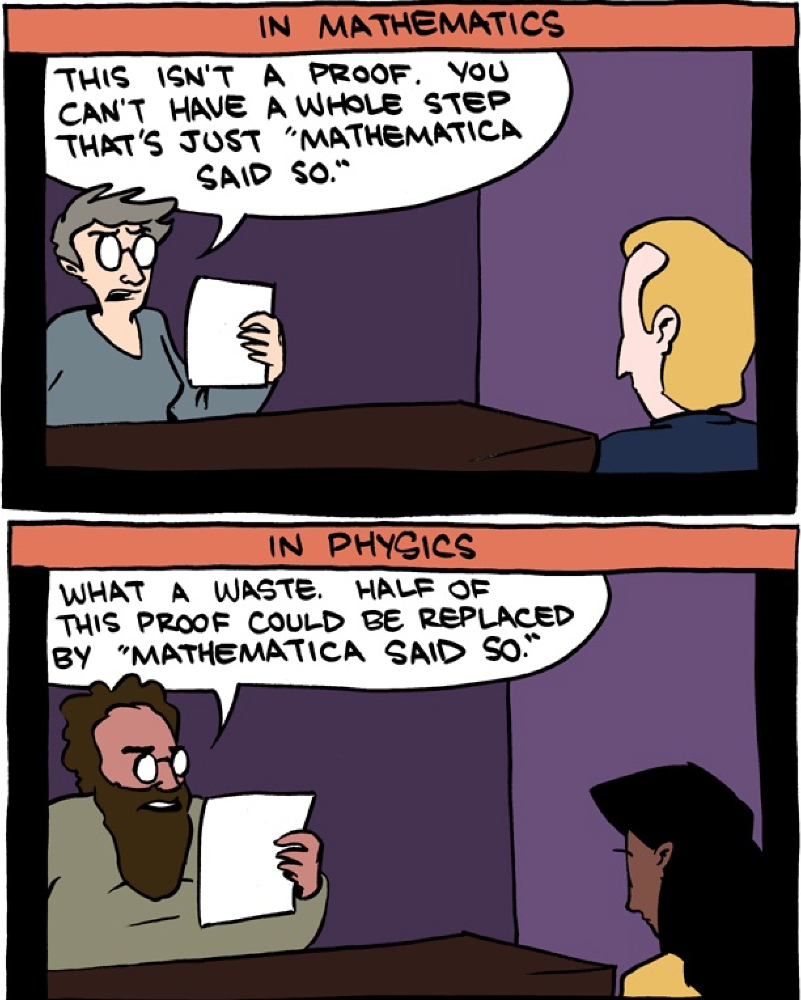 IN MATHEMATICS
THIS ISN'T A PROOF. YOU
CAN'T HAVE A WHOLE STEP
THAT'S JUST "MATHEMATICA
SAID SO."
IN PHYSICS
WHAT A WASTE. HALF OF
THIS PROOF COULD BE REPLACED
BY "MATHEMATICA SAID SO."